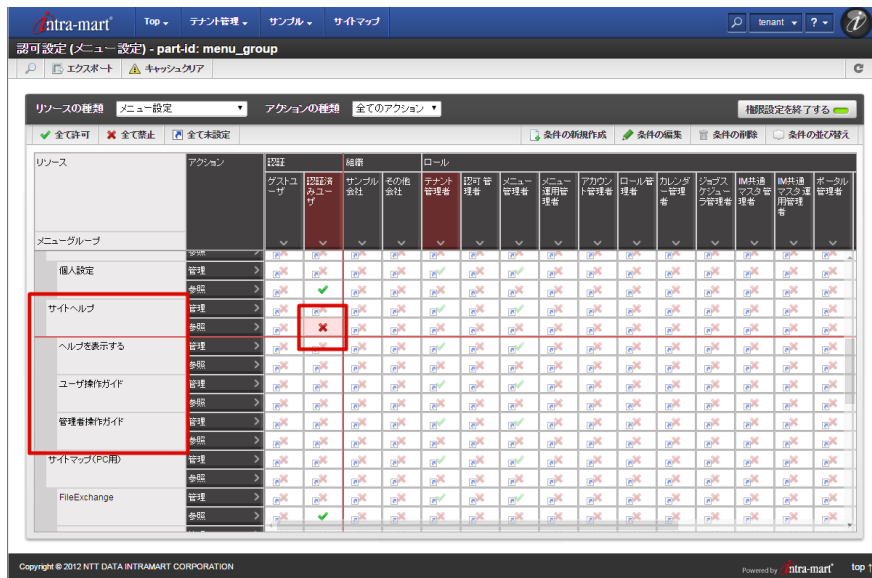 intra-mart Top テナント管理 サンプル サイトマップ tenant ?
認可設定 (メニュー設定) - part-id: menu_group
エクスポート キャッシュクリア
リソースの種類 メニュー設定 アクションの種類 全てのアクション 権限設定を終了する
全て許可 全て禁止 全て未設定 条件の新規作成 条件の編集 条件の削除 条件の並び替え
リソース アクション 認証 組織 ロール
ゲストユーザ 認証済みユーザ サンプル会社 その他会社 テナント管理者 認可管理者 メニュー管理者 メニュー運用管理者 アカウント管理者 ロール管理者 カレンダー管理者 ジョブスケジューラ管理者 IM共通マスタ管理者 IM共通マスタ運用管理者 ポータル管理者
メニューグループ
参照
個人設定 管理
参照
サイトヘルプ 管理
参照
ヘルプを表示する 管理
参照
ユーザ操作ガイド 管理
参照
管理者操作ガイド 管理
参照
サイトマップ(PC用) 管理
参照
FileExchange 管理
参照
Copyright © 2012 NTT DATA INTRAMART CORPORATION Powered by intra-mart top ↑